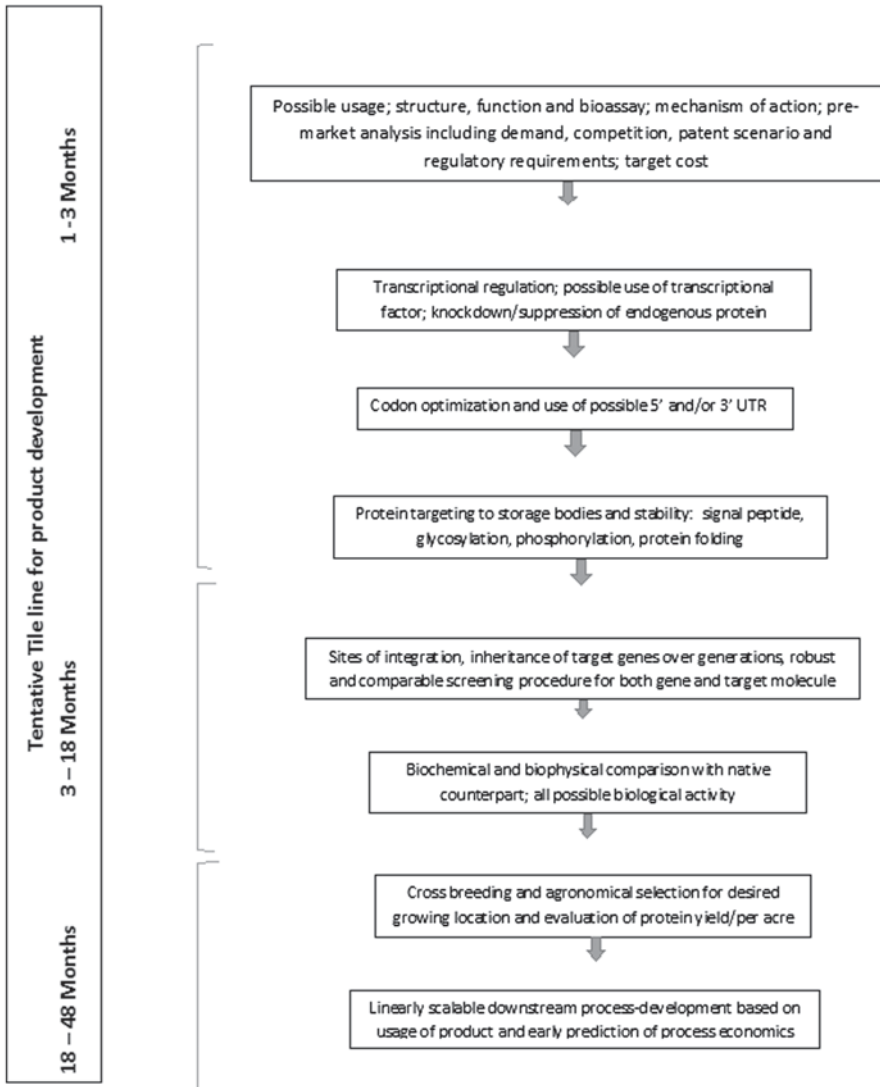 Tentative Tile line for product development
1 -3 Months
3 – 18 Months
18 – 48 Months
Possible usage; structure, function and bioassay; mechanism of action; pre-
market analysis including demand, competition, patent scenario and
regulatory requirements; target cost
Transcriptional regulation; possible use of transcriptional
factor; knockdown/suppression of endogenous protein
Codon optimization and use of possible 5’ and/or 3’ UTR
Protein targeting to storage bodies and stability: signal peptide,
glycosylation, phosphorylation, protein folding
Sites of integration, inheritance of target genes over generations, robust
and comparable screening procedure for both gene and target molecule
Biochemical and biophysical comparison with native
counterpart; all possible biological activity
Cross breeding and agronomical selection for desired
growing location and evaluation of protein yield/per acre
Linearly scalable downstream process-development based on
usage of product and early prediction of process economics